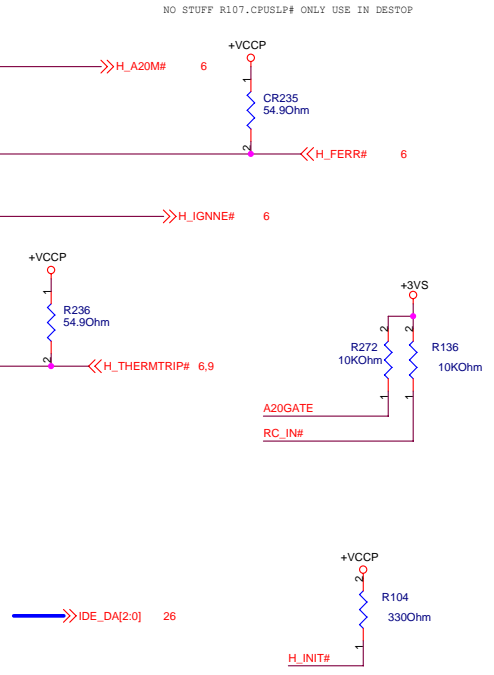 NO STUFF R107.CPUSLP# ONLY USE IN DESTOP
+VCCP
H_A20M# 6
1
CR235
54.9Ohm
2
H_FERR# 6
H_IGNNE# 6
+VCCP
1
R236
54.9Ohm
2
H_THERMTRIP# 6,9
+3VS
2 2
R272 R136
10KOhm 10KOhm
1 1
A20GATE
RC_IN#
+VCCP
2
R104
330Ohm
1
IDE_DA[2:0] 26
H_INIT#